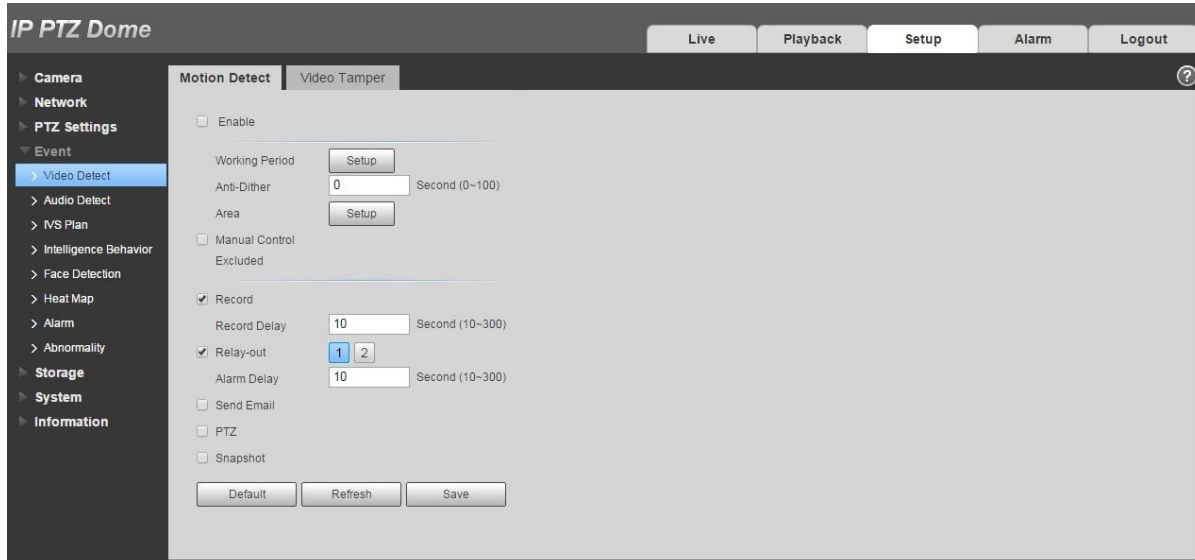 IP PTZ Dome
Live
Playback
Setup
Alarm
Logout
Camera
Network
PTZ Settings
Event
Video Detect
Audio Detect
IVS Plan
Intelligence Behavior
Face Detection
Heat Map
Alarm
Abnormality
Storage
System
Information
Motion Detect
Video Tamper
?
Enable
Working Period Setup
Anti-Dither 0 Second (0~100)
Area Setup
Manual Control
Excluded
Record
Record Delay 10 Second (10~300)
Relay-out 1 2
Alarm Delay 10 Second (10~300)
Send Email
PTZ
Snapshot
Default Refresh Save